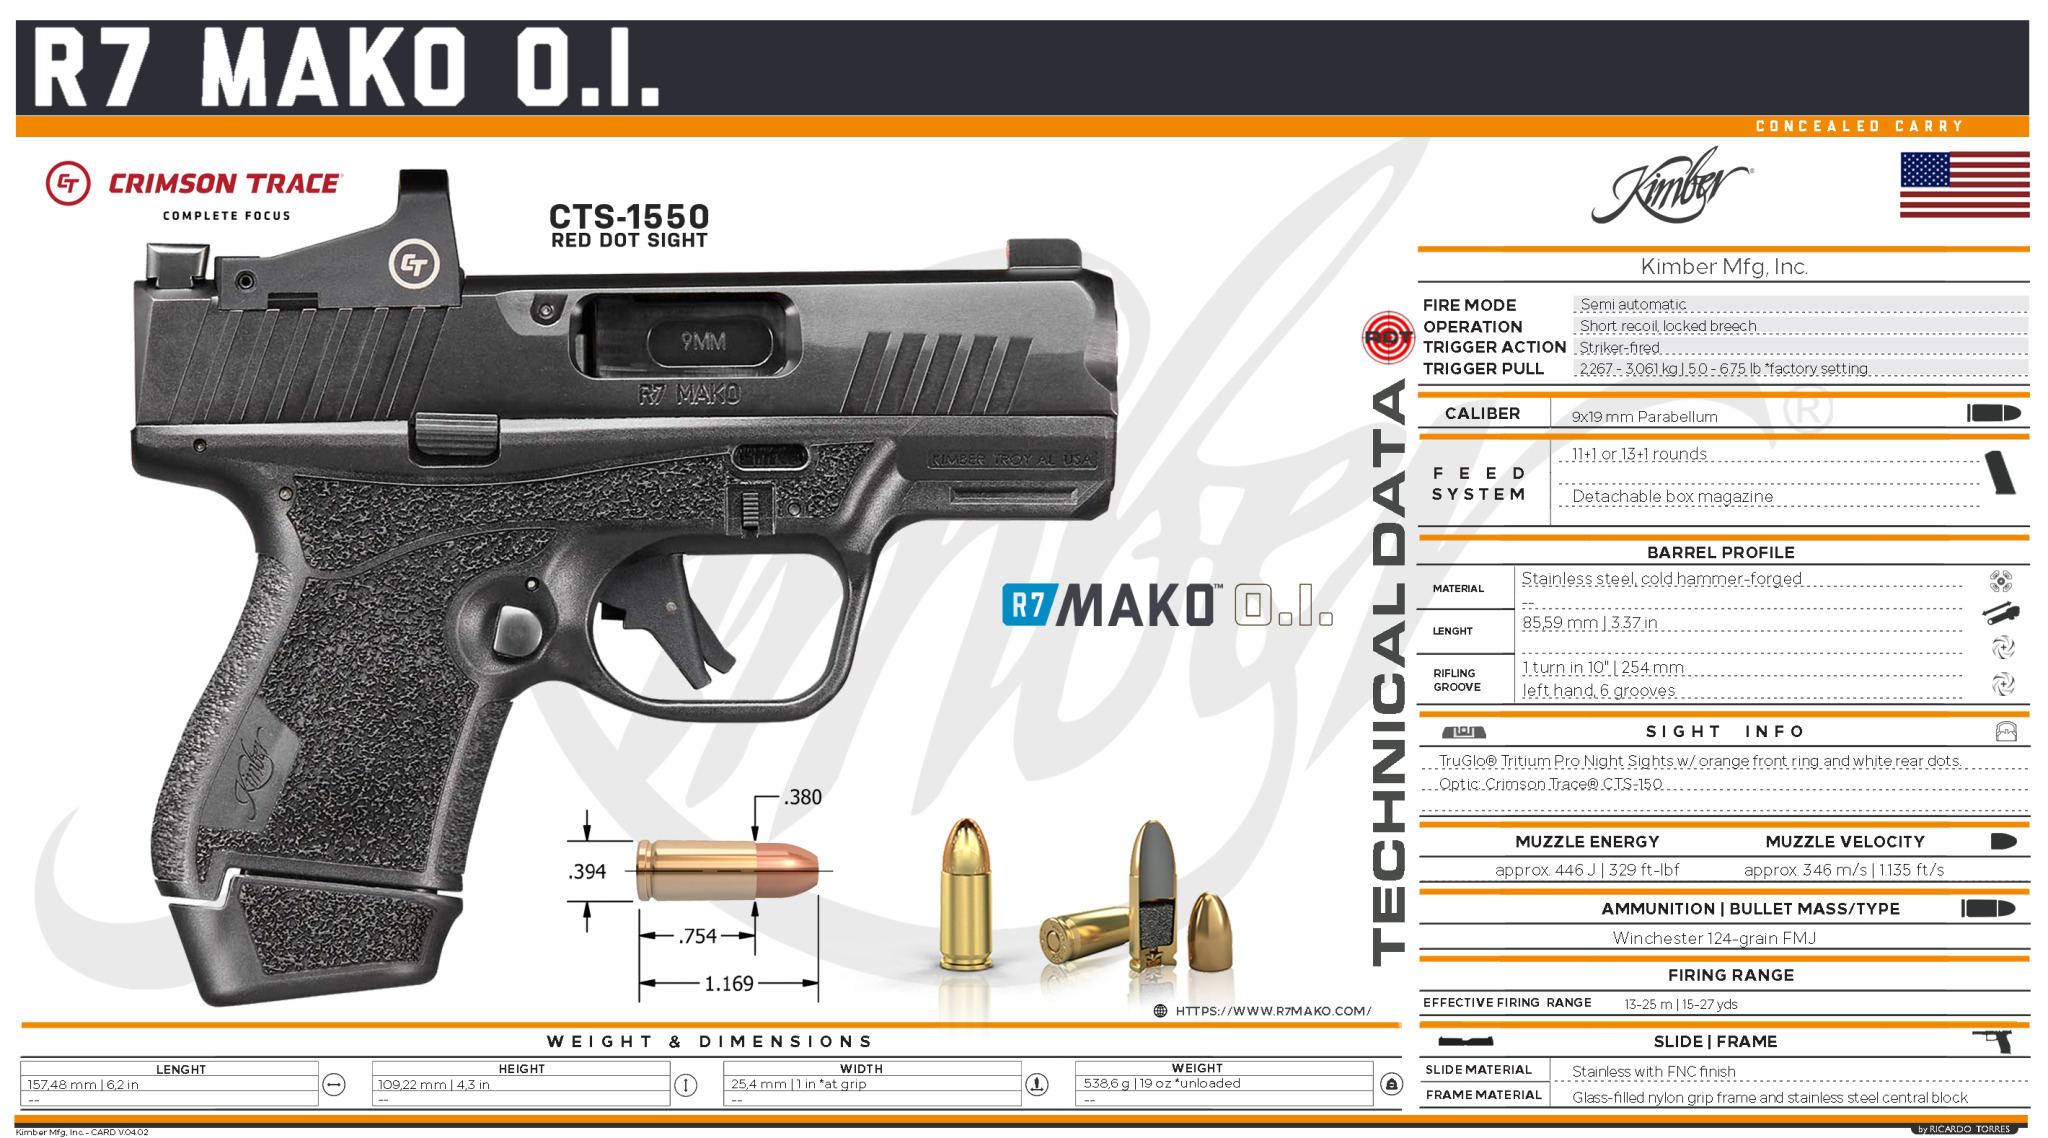 R7 MAKO O.I.
CONCEALED CARRY
CT CRIMSON TRACE
COMPLETE FOCUS
CTS-1550
RED DOT SIGHT
CT
9MM
R7 MAKO
KIMBER TROY AL USA
Kimber
R7 MAKO™ O.I.
.380
.394
.754
1.169
HTTPS://WWW.R7MAKO.COM/
TECHNICAL DATA
RDT
Kimber®
Kimber
Kimber Mfg, Inc.
FIRE MODE Semi automatic
OPERATION Short recoil, locked breech
TRIGGER ACTION Striker-fired
TRIGGER PULL 2,267 - 3,061 kg | 5.0 - 6.75 lb *factory setting
CALIBER 9x19 mm Parabellum
FEED SYSTEM 11+1 or 13+1 rounds
Detachable box magazine
BARREL PROFILE
MATERIAL Stainless steel, cold hammer-forged
--
LENGHT 85,59 mm | 3.37 in
RIFLING GROOVE 1 turn in 10" | 254 mm
left hand, 6 grooves
SIGHT INFO
TruGlo® Tritium Pro Night Sights w/ orange front ring and white rear dots.
Optic: Crimson Trace® CTS-150
MUZZLE ENERGY MUZZLE VELOCITY
approx. 446 J | 329 ft-lbf approx. 346 m/s | 1.135 ft/s
AMMUNITION | BULLET MASS/TYPE
Winchester 124-grain FMJ
FIRING RANGE
EFFECTIVE FIRING RANGE 13-25 m | 15-27 yds
SLIDE | FRAME
SLIDE MATERIAL Stainless with FNC finish
FRAME MATERIAL Glass-filled nylon grip frame and stainless steel central block
WEIGHT & DIMENSIONS
LENGHT HEIGHT WIDTH WEIGHT
157,48 mm | 6,2 in 109,22 mm | 4,3 in 25,4 mm | 1 in *at grip 538,6 g | 19 oz *unloaded
-- -- -- --
Kimber Mfg, Inc. - CARD V.04.02
by RICARDO TORRES